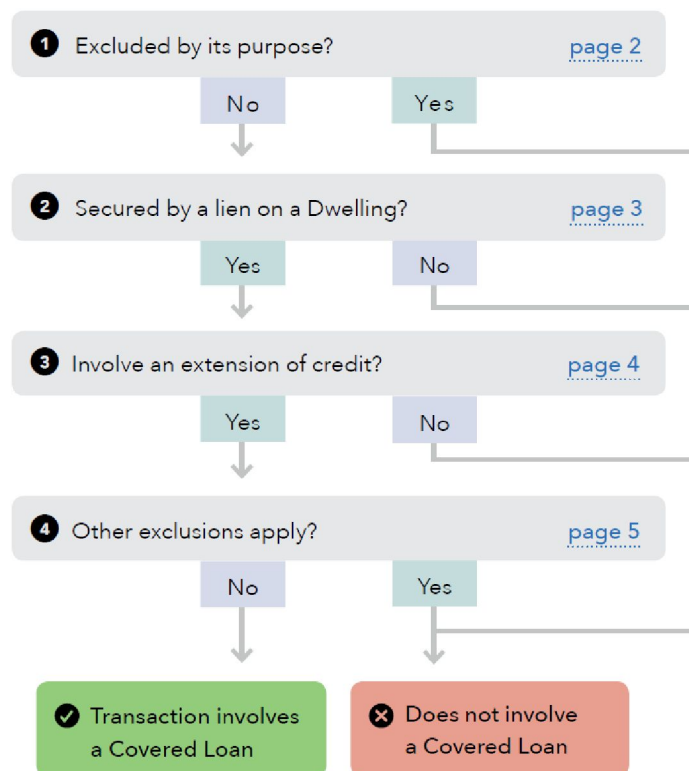 1 Excluded by its purpose? page 2
No Yes
2 Secured by a lien on a Dwelling? page 3
Yes No
3 Involve an extension of credit? page 4
Yes No
4 Other exclusions apply? page 5
No Yes
Transaction involves
a Covered Loan
Does not involve
a Covered Loan